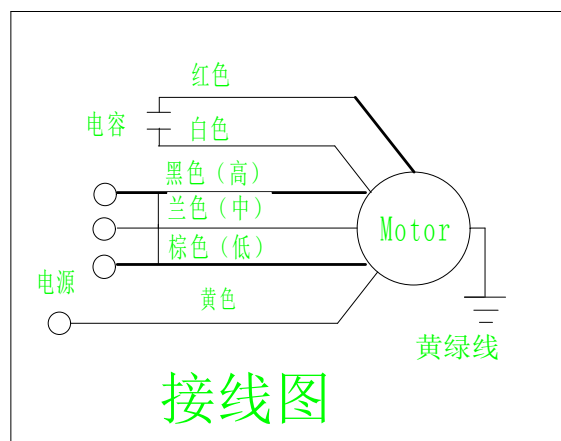 红色
电容
白色
黑色（高）
兰色（中）
Motor
棕色（低）
电源
黄色
黄绿线
接线图